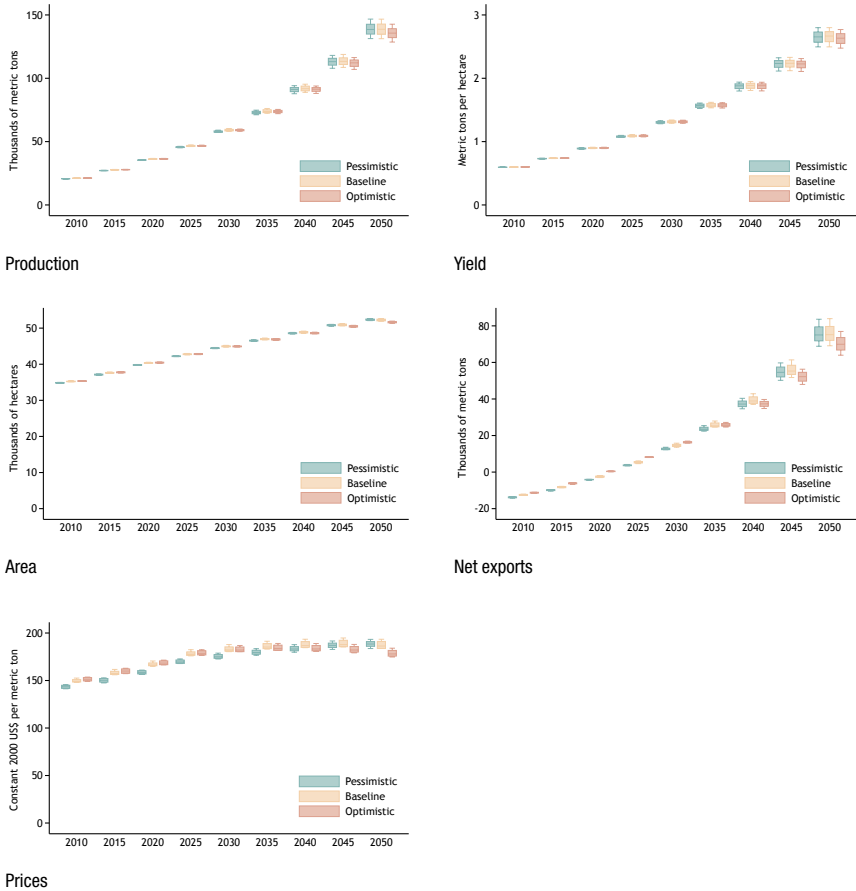 Thousands of metric tons
150
100
50
0
Pessimistic
Baseline
Optimistic
2010 2015 2020 2025 2030 2035 2040 2045 2050
Production
Metric tons per hectare
3
2
1
0
Pessimistic
Baseline
Optimistic
2010 2015 2020 2025 2030 2035 2040 2045 2050
Yield
Thousands of hectares
50
40
30
20
10
0
Pessimistic
Baseline
Optimistic
2010 2015 2020 2025 2030 2035 2040 2045 2050
Area
Thousands of metric tons
80
60
40
20
0
-20
Pessimistic
Baseline
Optimistic
2010 2015 2020 2025 2030 2035 2040 2045 2050
Net exports
Constant 2000 US$ per metric ton
200
150
100
50
0
Pessimistic
Baseline
Optimistic
2010 2015 2020 2025 2030 2035 2040 2045 2050
Prices